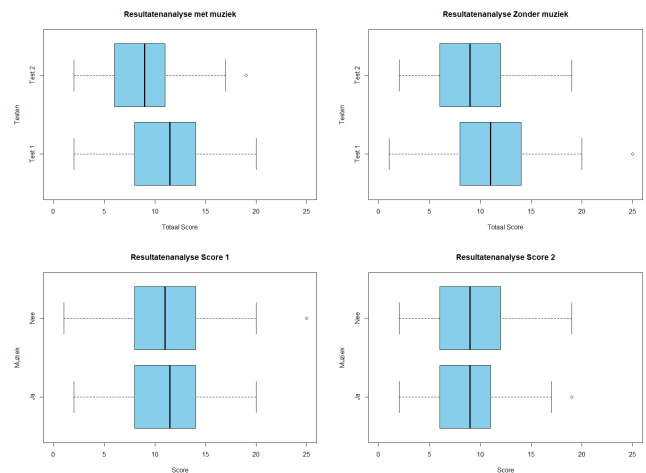 Resultatenanalyse met muziek
Test 2
Test 1
Testen
0 5 10 15 20 25
Totaal Score
Resultatenanalyse Zonder muziek
Test 2
Test 1
Testen
0 5 10 15 20 25
Totaal Score
Resultatenanalyse Score 1
Nee
Ja
Muziek
0 5 10 15 20 25
Score
Resultatenanalyse Score 2
Nee
Ja
Muziek
0 5 10 15 20 25
Score